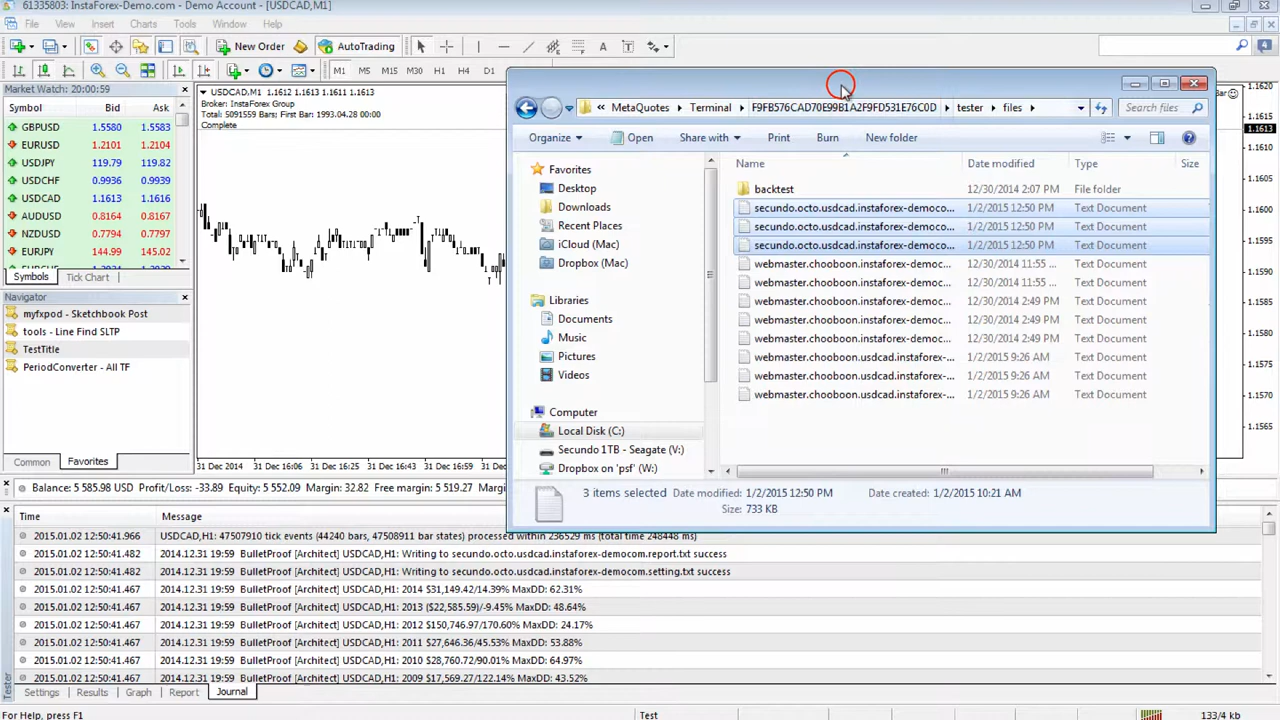 61335803: InstaForex-Demo.com - Demo Account - [USDCAD,M1]
File View Insert Charts Tools Window Help
New Order AutoTrading
M1 M5 M15 M30 H1 H4 D1
Market Watch: 20:00:59
Symbol Bid Ask
GBPUSD 1.5580 1.5583
EURUSD 1.2101 1.2104
USDJPY 119.79 119.82
USDCHF 0.9936 0.9939
USDCAD 1.1613 1.1616
AUDUSD 0.8164 0.8167
NZDUSD 0.7794 0.7797
EURJPY 144.99 145.02
Symbols Tick Chart
Navigator
myfxpod - Sketchbook Post
tools - Line Find SLTP
TestTitle
PeriodConverter - All TF
Common Favorites
USDCAD,M1 1.1612 1.1613 1.1612 1.1613
Broker: InstaForex Group
Total: 5091559 Bars; First Bar: 1993.04.28 00:00
Complete
31 Dec 2014 31 Dec 16:06 31 Dec 16:25 31 Dec 16:43 31 Dec
1.1620
1.1613
1.1610
1.1605
1.1600
1.1595
1.1590
1.1585
1.1580
1.1575
1.1570
1.1565
MetaQuotes Terminal F9FB576CAD70E99B1A2F9FD531E76C0D tester files
Search files
Organize Open Share with Print Burn New folder
Favorites
Desktop
Downloads
Recent Places
iCloud (Mac)
Dropbox (Mac)
Libraries
Documents
Music
Pictures
Videos
Computer
Local Disk (C:)
Secundo 1TB - Seagate (V:)
Dropbox on 'psf' (W:)
Name Date modified Type Size
backtest 12/30/2014 2:07 PM File folder
secundo.octo.usdcad.instaforex-democo... 1/2/2015 12:50 PM Text Document
secundo.octo.usdcad.instaforex-democo... 1/2/2015 12:50 PM Text Document
secundo.octo.usdcad.instaforex-democo... 1/2/2015 12:50 PM Text Document
webmaster.chooboon.instaforex-democ... 12/30/2014 11:55 ... Text Document
webmaster.chooboon.instaforex-democ... 12/30/2014 11:55 ... Text Document
webmaster.chooboon.instaforex-democ... 12/30/2014 2:49 PM Text Document
webmaster.chooboon.instaforex-democ... 12/30/2014 2:49 PM Text Document
webmaster.chooboon.instaforex-democ... 12/30/2014 2:49 PM Text Document
webmaster.chooboon.usdcad.instaforex-... 1/2/2015 9:26 AM Text Document
webmaster.chooboon.usdcad.instaforex-... 1/2/2015 9:26 AM Text Document
webmaster.chooboon.usdcad.instaforex-... 1/2/2015 9:26 AM Text Document
3 items selected Date modified: 1/2/2015 12:50 PM Date created: 1/2/2015 10:21 AM
Size: 733 KB
Balance: 5 585.98 USD Profit/Loss: -33.89 Equity: 5 552.09 Margin: 32.82 Free margin: 5 519.27
Time Message
2015.01.02 12:50:41.966 USDCAD,H1: 47507910 tick events (44240 bars, 47508911 bar states) processed within 236529 ms (total time 248448 ms)
2015.01.02 12:50:41.482 2014.12.31 19:59 BulletProof [Architect] USDCAD,H1: Writing to secundo.octo.usdcad.instaforex-democom.report.txt success
2015.01.02 12:50:41.482 2014.12.31 19:59 BulletProof [Architect] USDCAD,H1: Writing to secundo.octo.usdcad.instaforex-democom.setting.txt success
2015.01.02 12:50:41.467 2014.12.31 19:59 BulletProof [Architect] USDCAD,H1: 2014 $31,149.42/14.39% MaxDD: 62.31%
2015.01.02 12:50:41.467 2014.12.31 19:59 BulletProof [Architect] USDCAD,H1: 2013 ($22,585.59)/-9.45% MaxDD: 48.64%
2015.01.02 12:50:41.467 2014.12.31 19:59 BulletProof [Architect] USDCAD,H1: 2012 $150,746.97/170.60% MaxDD: 24.17%
2015.01.02 12:50:41.467 2014.12.31 19:59 BulletProof [Architect] USDCAD,H1: 2011 $27,646.36/45.53% MaxDD: 53.88%
2015.01.02 12:50:41.467 2014.12.31 19:59 BulletProof [Architect] USDCAD,H1: 2010 $28,760.72/90.01% MaxDD: 64.97%
2015.01.02 12:50:41.467 2014.12.31 19:59 BulletProof [Architect] USDCAD,H1: 2009 $17,569.27/122.14% MaxDD: 43.52%
Tester
Settings Results Graph Report Journal
For Help, press F1 Test 133/4 kb